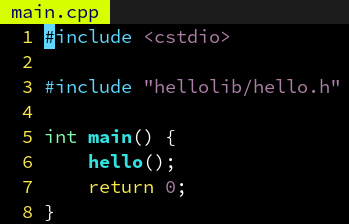 main.cpp
1 #include <cstdio>
2
3 #include "hellolib/hello.h"
4
5 int main() {
6     hello();
7     return 0;
8 }